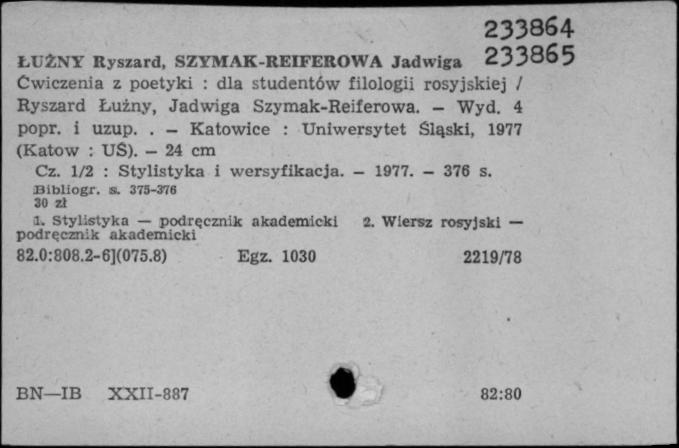 233864
ŁUŻNY Ryszard, SZYMAK-REIFEROWA Jadwiga 233865
Ćwiczenia z poetyki : dla studentów filologii rosyjskiej /
Ryszard Łużny, Jadwiga Szymak-Reiferowa. — Wyd. 4
popr. i uzup. . — Katowice : Uniwersytet Śląski, 1977
(Katow : UŚ). — 24 cm
Cz. 1/2 : Stylistyka i wersyfikacja. — 1977. — 376 s.
Bibliogr. s. 375-376
30 zł
1. Stylistyka — podręcznik akademicki 2. Wiersz rosyjski —
podręcznik akademicki
82.0:808.2-6](075.8) Egz. 1030 2219/78
BN—IB XXII-887 82:80